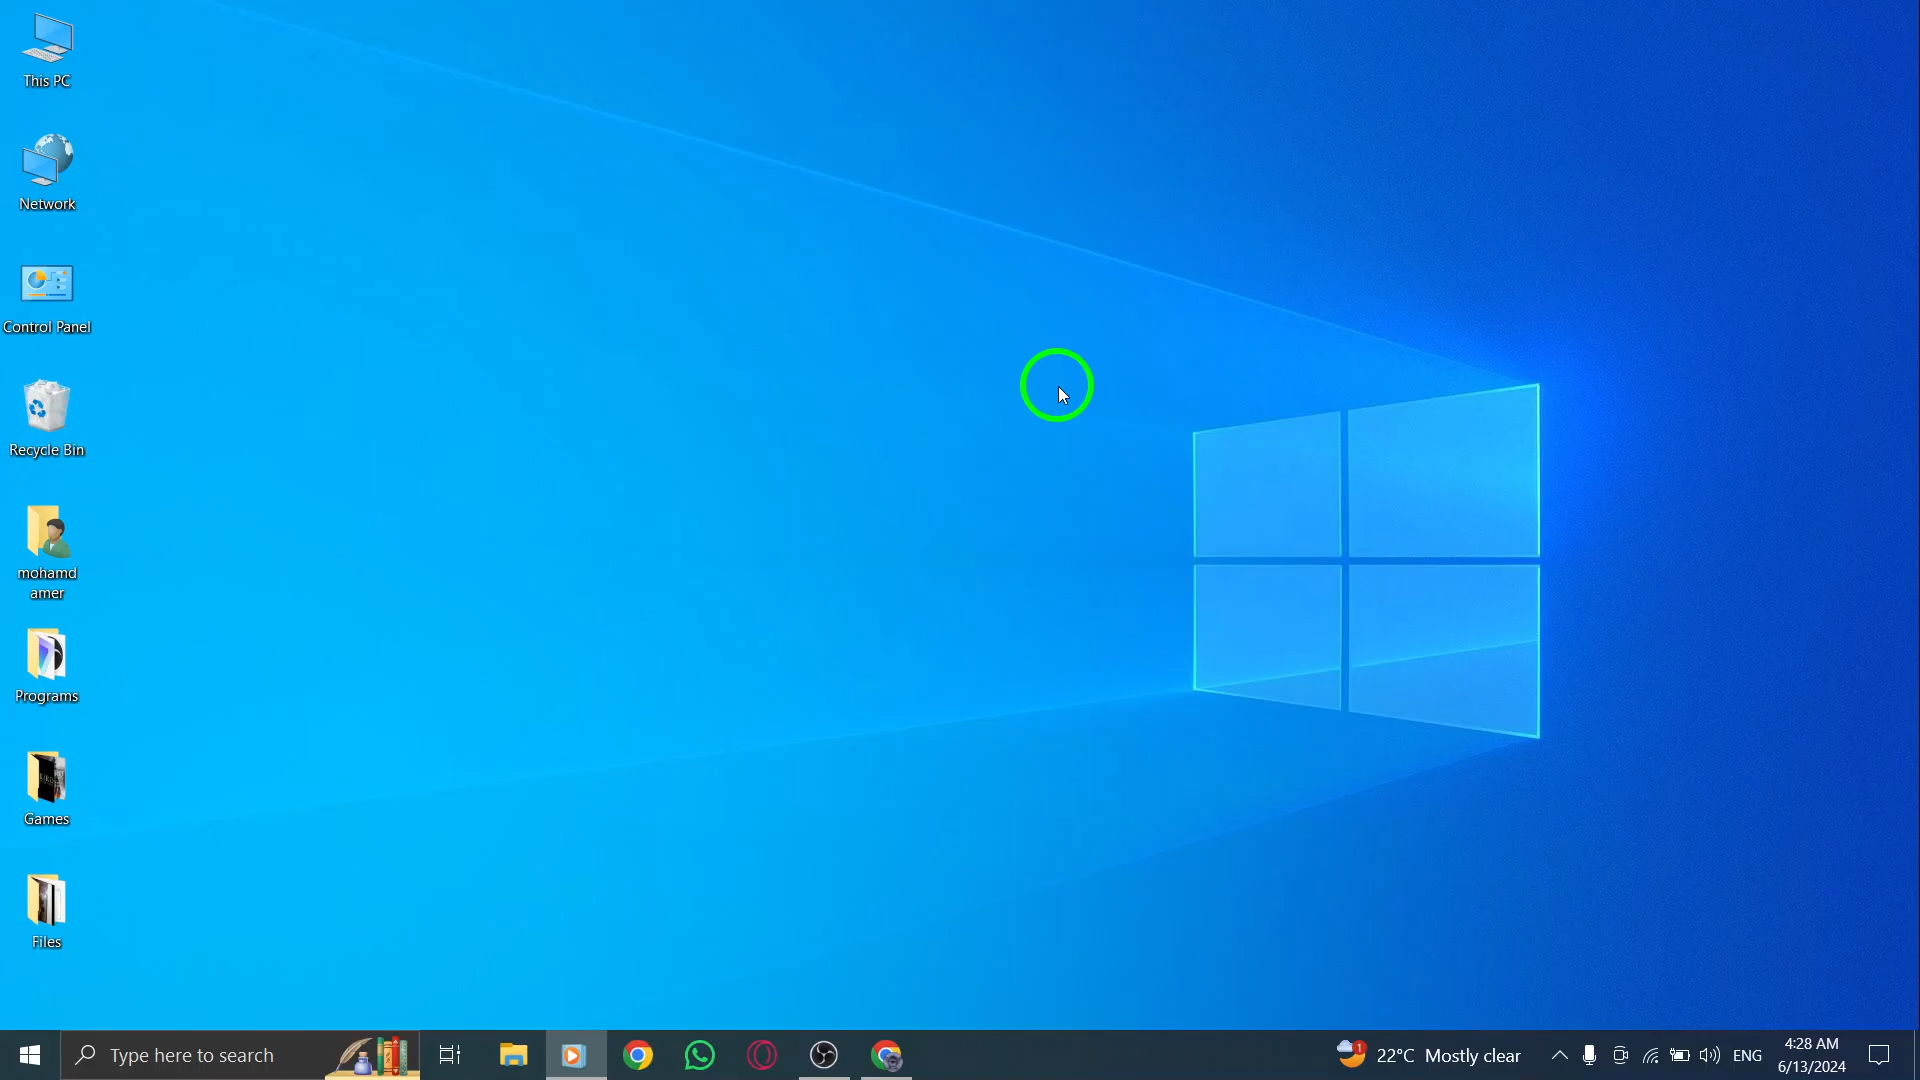 This PC
Network
Control Panel
Recycle Bin
mohamd
amer
Programs
Games
Files
Type here to search
1
22°C Mostly clear
ENG
4:28 AM
6/13/2024